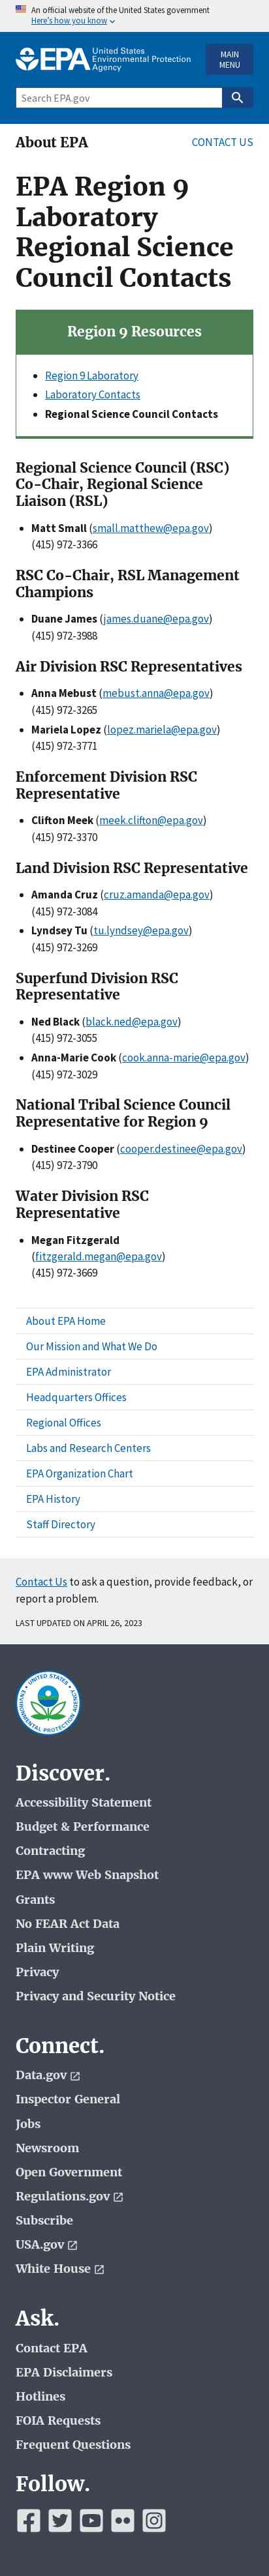 An official website of the United States government
Here's how you know
EPA United States
Environmental Protection
Agency
MAIN
MENU
Search EPA.gov
About EPA
CONTACT US
EPA Region 9
Laboratory
Regional Science
Council Contacts
Region 9 Resources
Region 9 Laboratory
Laboratory Contacts
Regional Science Council Contacts
Regional Science Council (RSC)
Co-Chair, Regional Science
Liaison (RSL)
Matt Small (small.matthew@epa.gov)
(415) 972-3366
RSC Co-Chair, RSL Management
Champions
Duane James (james.duane@epa.gov)
(415) 972-3988
Air Division RSC Representatives
Anna Mebust (mebust.anna@epa.gov)
(415) 972-3265
Mariela Lopez (lopez.mariela@epa.gov)
(415) 972-3771
Enforcement Division RSC
Representative
Clifton Meek (meek.clifton@epa.gov)
(415) 972-3370
Land Division RSC Representative
Amanda Cruz (cruz.amanda@epa.gov)
(415) 972-3084
Lyndsey Tu (tu.lyndsey@epa.gov)
(415) 972-3269
Superfund Division RSC
Representative
Ned Black (black.ned@epa.gov)
(415) 972-3055
Anna-Marie Cook (cook.anna-marie@epa.gov)
(415) 972-3029
National Tribal Science Council
Representative for Region 9
Destinee Cooper (cooper.destinee@epa.gov)
(415) 972-3790
Water Division RSC
Representative
Megan Fitzgerald
(fitzgerald.megan@epa.gov)
(415) 972-3669
About EPA Home
Our Mission and What We Do
EPA Administrator
Headquarters Offices
Regional Offices
Labs and Research Centers
EPA Organization Chart
EPA History
Staff Directory
Contact Us to ask a question, provide feedback, or
report a problem.
LAST UPDATED ON APRIL 26, 2023
UNITED STATES
ENVIRONMENTAL PROTECTION AGENCY
Discover.
Accessibility Statement
Budget & Performance
Contracting
EPA www Web Snapshot
Grants
No FEAR Act Data
Plain Writing
Privacy
Privacy and Security Notice
Connect.
Data.gov
Inspector General
Jobs
Newsroom
Open Government
Regulations.gov
Subscribe
USA.gov
White House
Ask.
Contact EPA
EPA Disclaimers
Hotlines
FOIA Requests
Frequent Questions
Follow.